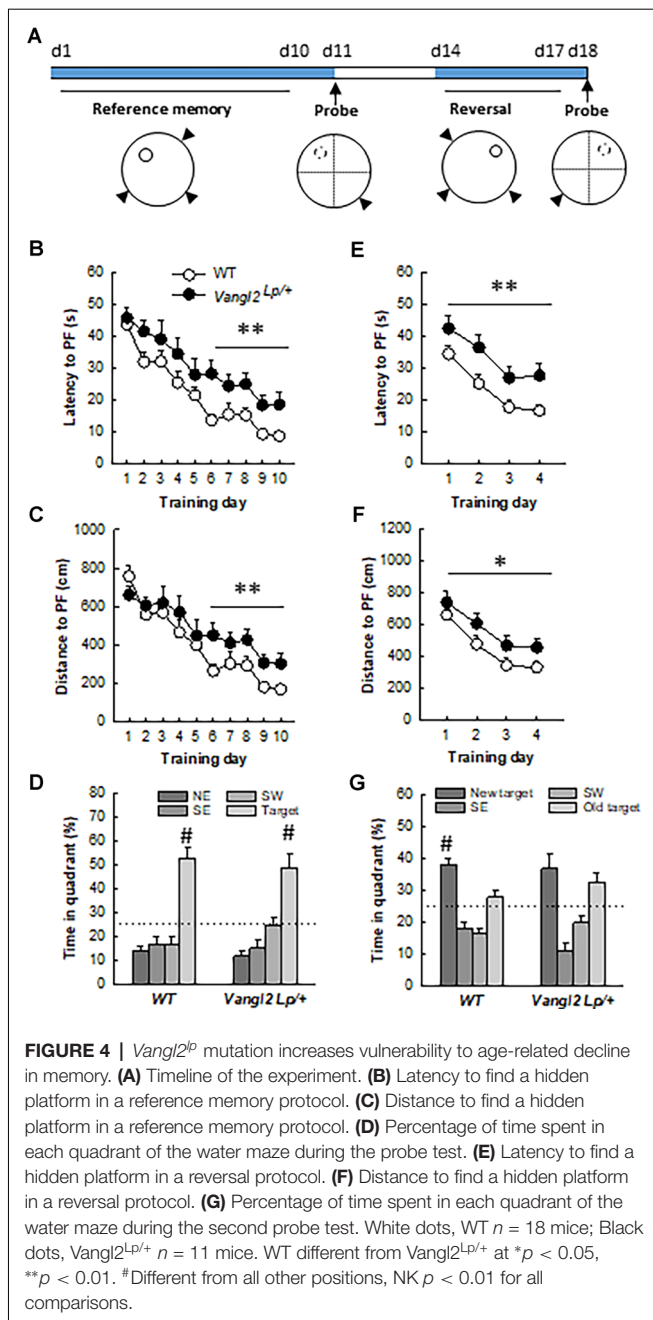 A
d1 d10 d11 d14 d17 d18
Reference memory Probe Reversal Probe
B
WT
Vangl2 Lp/+
**
Latency to PF (s)
60
50
40
30
20
10
0
1 2 3 4 5 6 7 8 9 10
Training day
E
**
Latency to PF (s)
60
50
40
30
20
10
0
1 2 3 4
Training day
C
**
Distance to PF (cm)
1000
800
600
400
200
0
1 2 3 4 5 6 7 8 9 10
Training day
F
*
Distance to PF (cm)
1200
1000
800
600
400
200
0
1 2 3 4
Training day
D
NE SW
SE Target
# #
Time in quadrant (%)
80
70
60
50
40
30
20
10
0
WT Vangl2 Lp/+
G
New target SW
SE Old target
#
Time in quadrant (%)
60
50
40
30
20
10
0
WT Vangl2 Lp/+
FIGURE 4 | Vangl2lp mutation increases vulnerability to age-related decline
in memory. (A) Timeline of the experiment. (B) Latency to find a hidden
platform in a reference memory protocol. (C) Distance to find a hidden
platform in a reference memory protocol. (D) Percentage of time spent in
each quadrant of the water maze during the probe test. (E) Latency to find a
hidden platform in a reversal protocol. (F) Distance to find a hidden platform
in a reversal protocol. (G) Percentage of time spent in each quadrant of the
water maze during the second probe test. White dots, WT n = 18 mice; Black
dots, Vangl2Lp/+ n = 11 mice. WT different from Vangl2Lp/+ at *p < 0.05,
**p < 0.01. #Different from all other positions, NK p < 0.01 for all
comparisons.